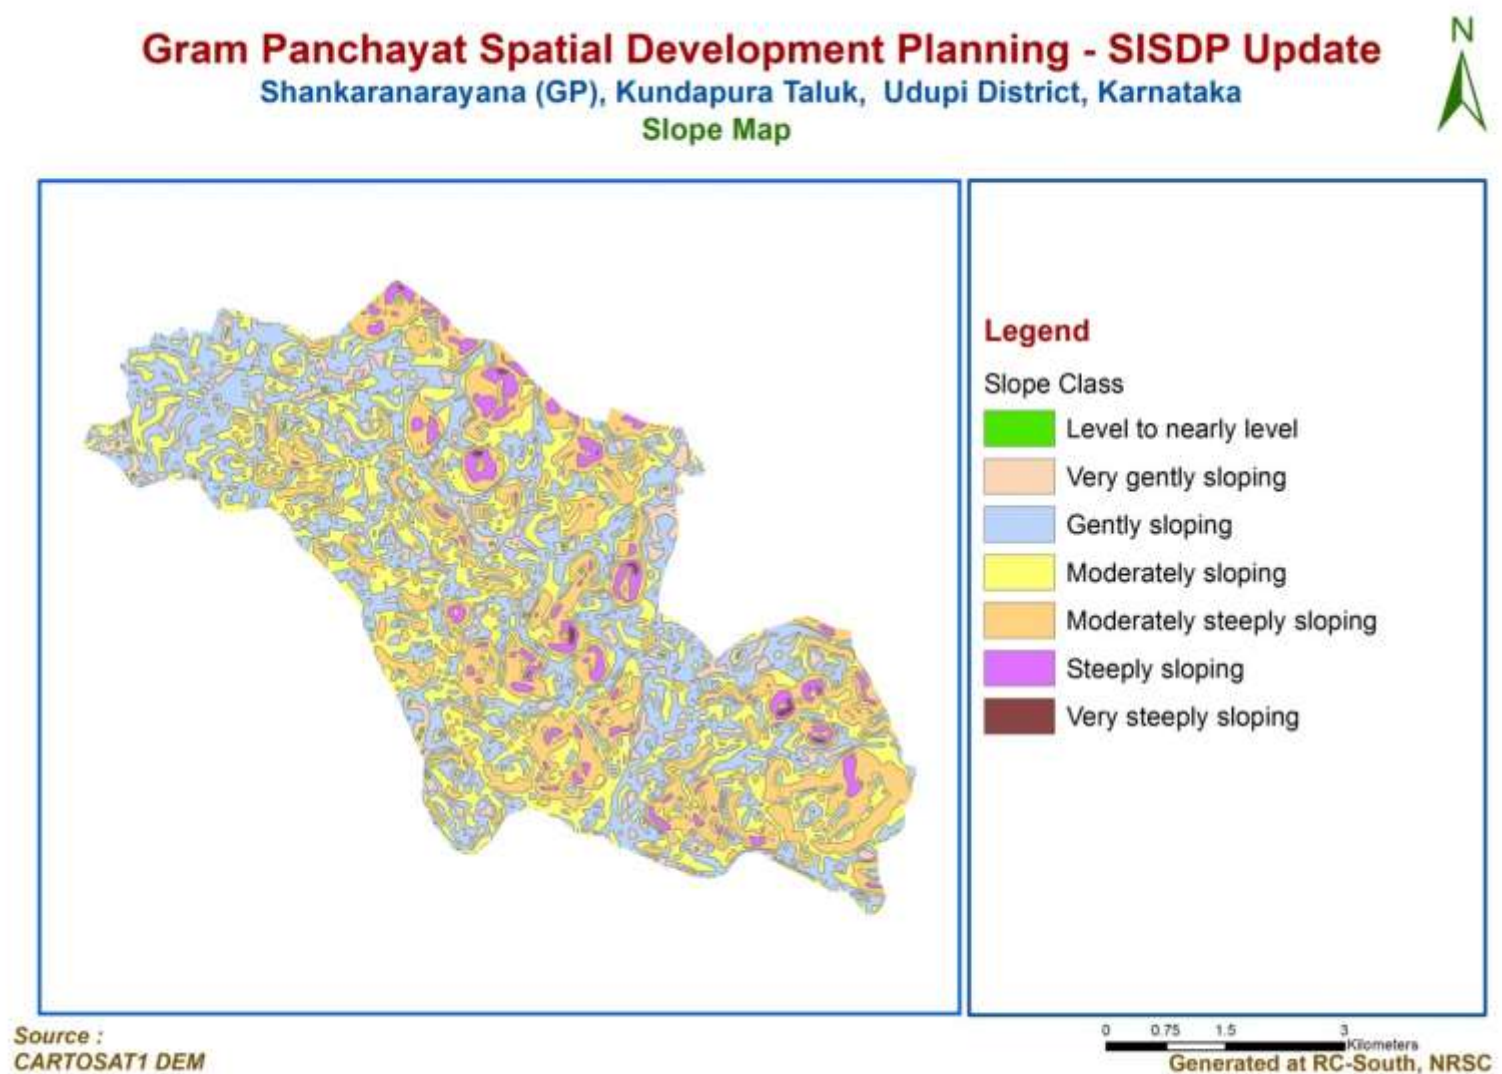 Gram Panchayat Spatial Development Planning - SISDP Update
N
Shankaranarayana (GP), Kundapura Taluk, Udupi District, Karnataka
Slope Map
Legend
Slope Class
Level to nearly level
Very gently sloping
Gently sloping
Moderately sloping
Moderately steeply sloping
Steeply sloping
Very steeply sloping
Source :
CARTOSAT1 DEM
0 0.75 1.5 3
Kilometers
Generated at RC-South, NRSC